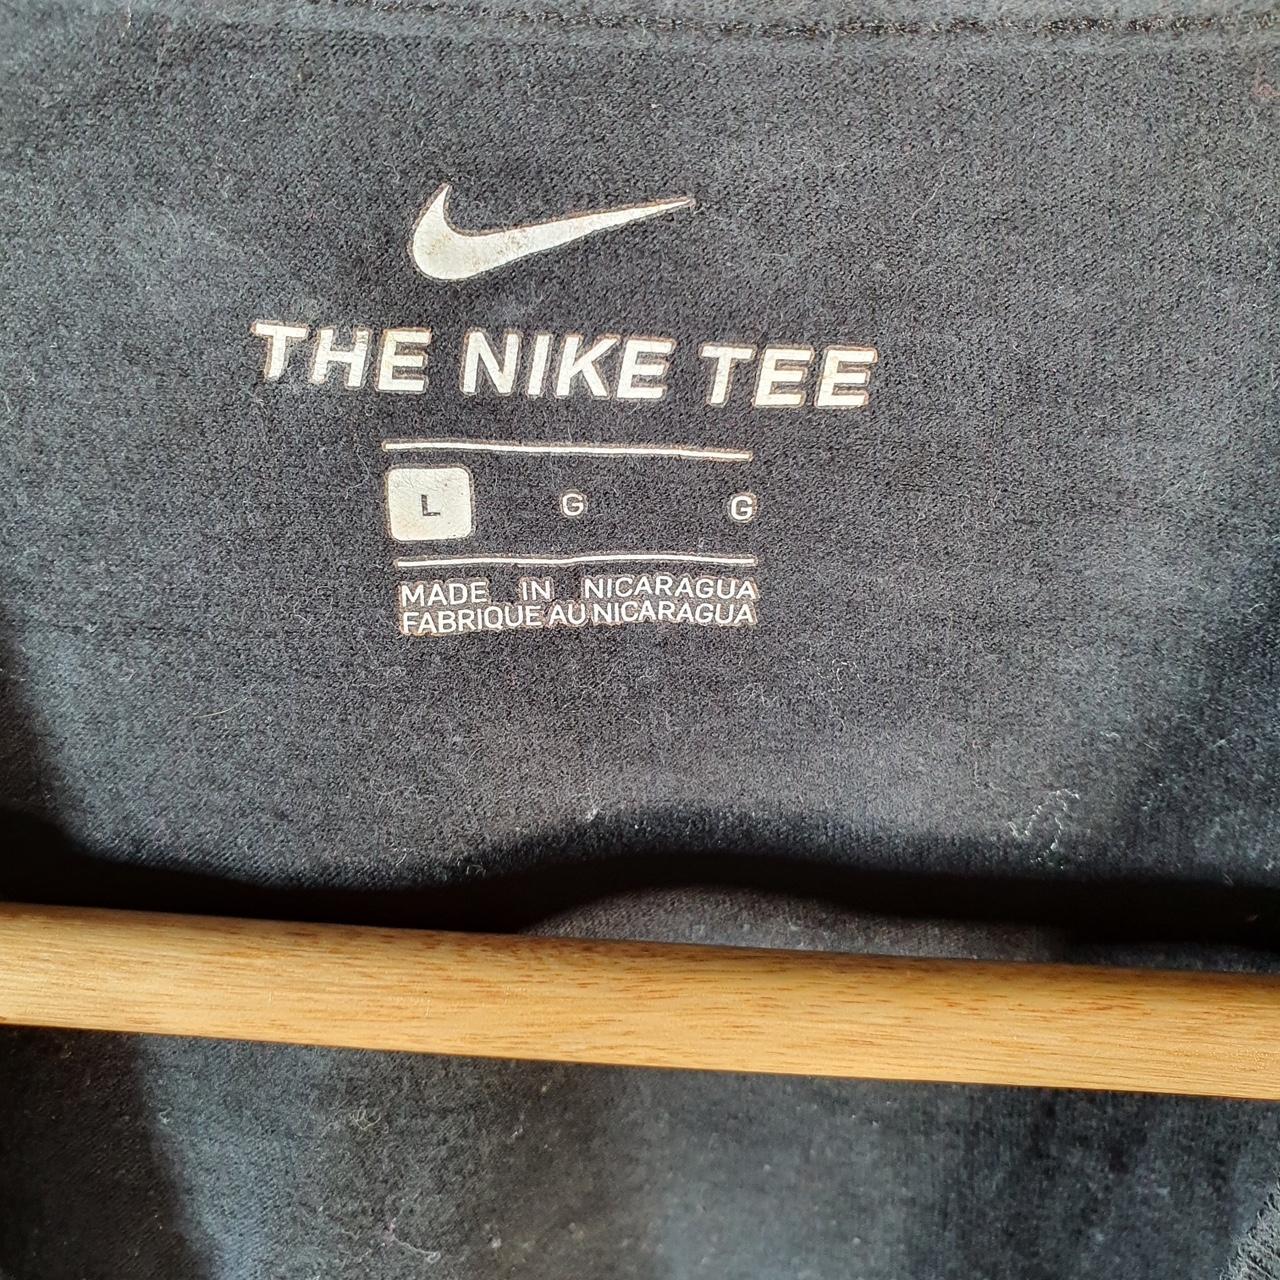 THE NIKE TEE
L G G
MADE IN NICARAGUA
FABRIQUE AU NICARAGUA